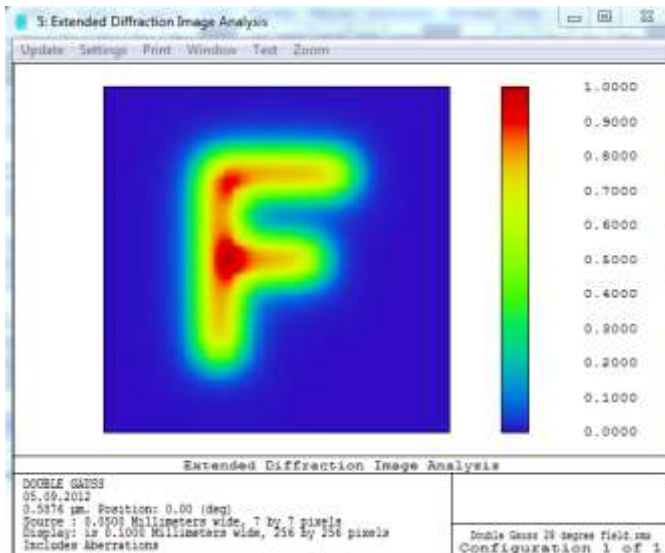 5: Extended Diffraction Image Analysis
Update Settings Print Window Text Zoom
F
1.0000
0.9000
0.8000
0.7000
0.6000
0.5000
0.4000
0.3000
0.2000
0.1000
0.0000
Extended Diffraction Image Analysis
DOUBLE GAUSS
05.09.2012
0.5876 µm. Position: 0.00 (deg)
Source : 0.0500 Millimeters wide, 7 by 7 pixels
Display: is 0.1000 Millimeters wide, 256 by 256 pixels
Includes Aberrations
Double Gauss 28 degree field.zmx
Configuration 1 of 1